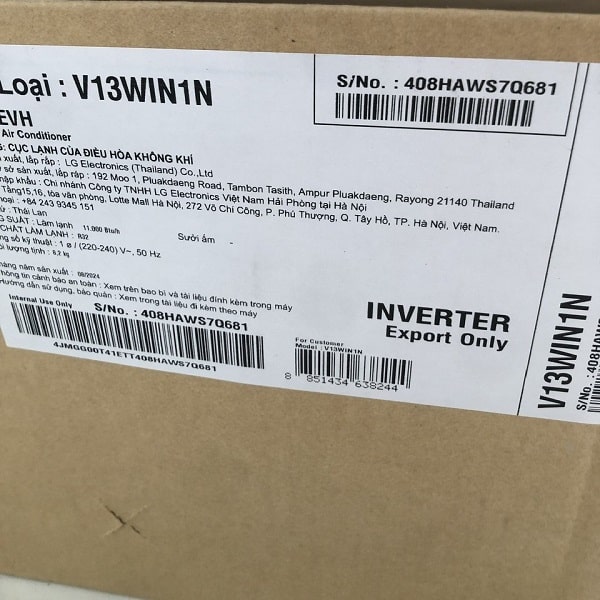 Loại : V13WIN1N
EVH
Air Conditioner
S/No. : 408HAWS7Q681
: CỤC LẠNH CỦA ĐIỀU HÒA KHÔNG KHÍ
xuất, lắp rắp : LG Electronics (Thailand) Co.,Ltd
sở sản xuất, lắp ráp : 192 Moo 1, Pluakdaeng Road, Tambon Tasith, Ampur Pluakdaeng, Rayong 21140 Thailand
khẩu : Chi nhánh Công ty TNHH LG Electronics Việt Nam Hải Phòng tại Hà Nội
Tầng15,16, tòa văn phòng, Lotte Mall Hà Nội, 272 Võ Chí Công, P. Phú Thượng, Q. Tây Hồ, TP. Hà Nội, Việt Nam.
: +84 243 9345 151
: Thái Lan
SUẤT : Làm lạnh 11.000 Btu/h Sưởi ấm -
CHẤT LÀM LẠNH : R32
số kỹ thuật : 1 ø / (220-240) V~, 50 Hz
lượng tịnh : 8,2 kg
năm sản xuất : 08/2024
tin cảnh báo an toàn : Xem trên bao bì và tài liệu đính kèm trong máy
dẫn sử dụng, bảo quản : Xem trong tài liệu đi kèm theo máy
Internal Use Only
S/No. : 408HAWS7Q681
4JMGG00T41ETT408HAWS7Q681
For Customer
Model : V13WIN1N
8 851434 638244
INVERTER
Export Only
V13WIN1N
S/No. : 408HAWS